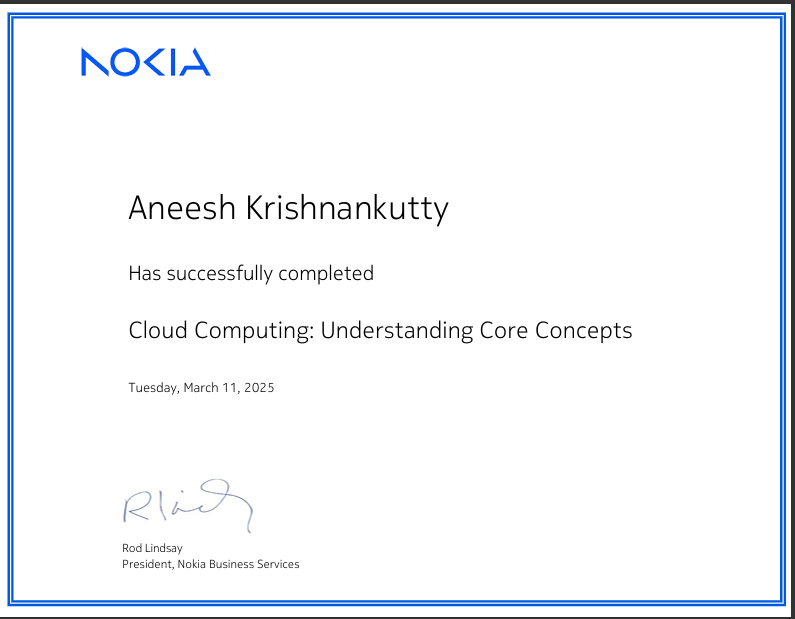 NOKIA
Aneesh Krishnankutty
Has successfully completed
Cloud Computing: Understanding Core Concepts
Tuesday, March 11, 2025
Rod Lindsay
President, Nokia Business Services